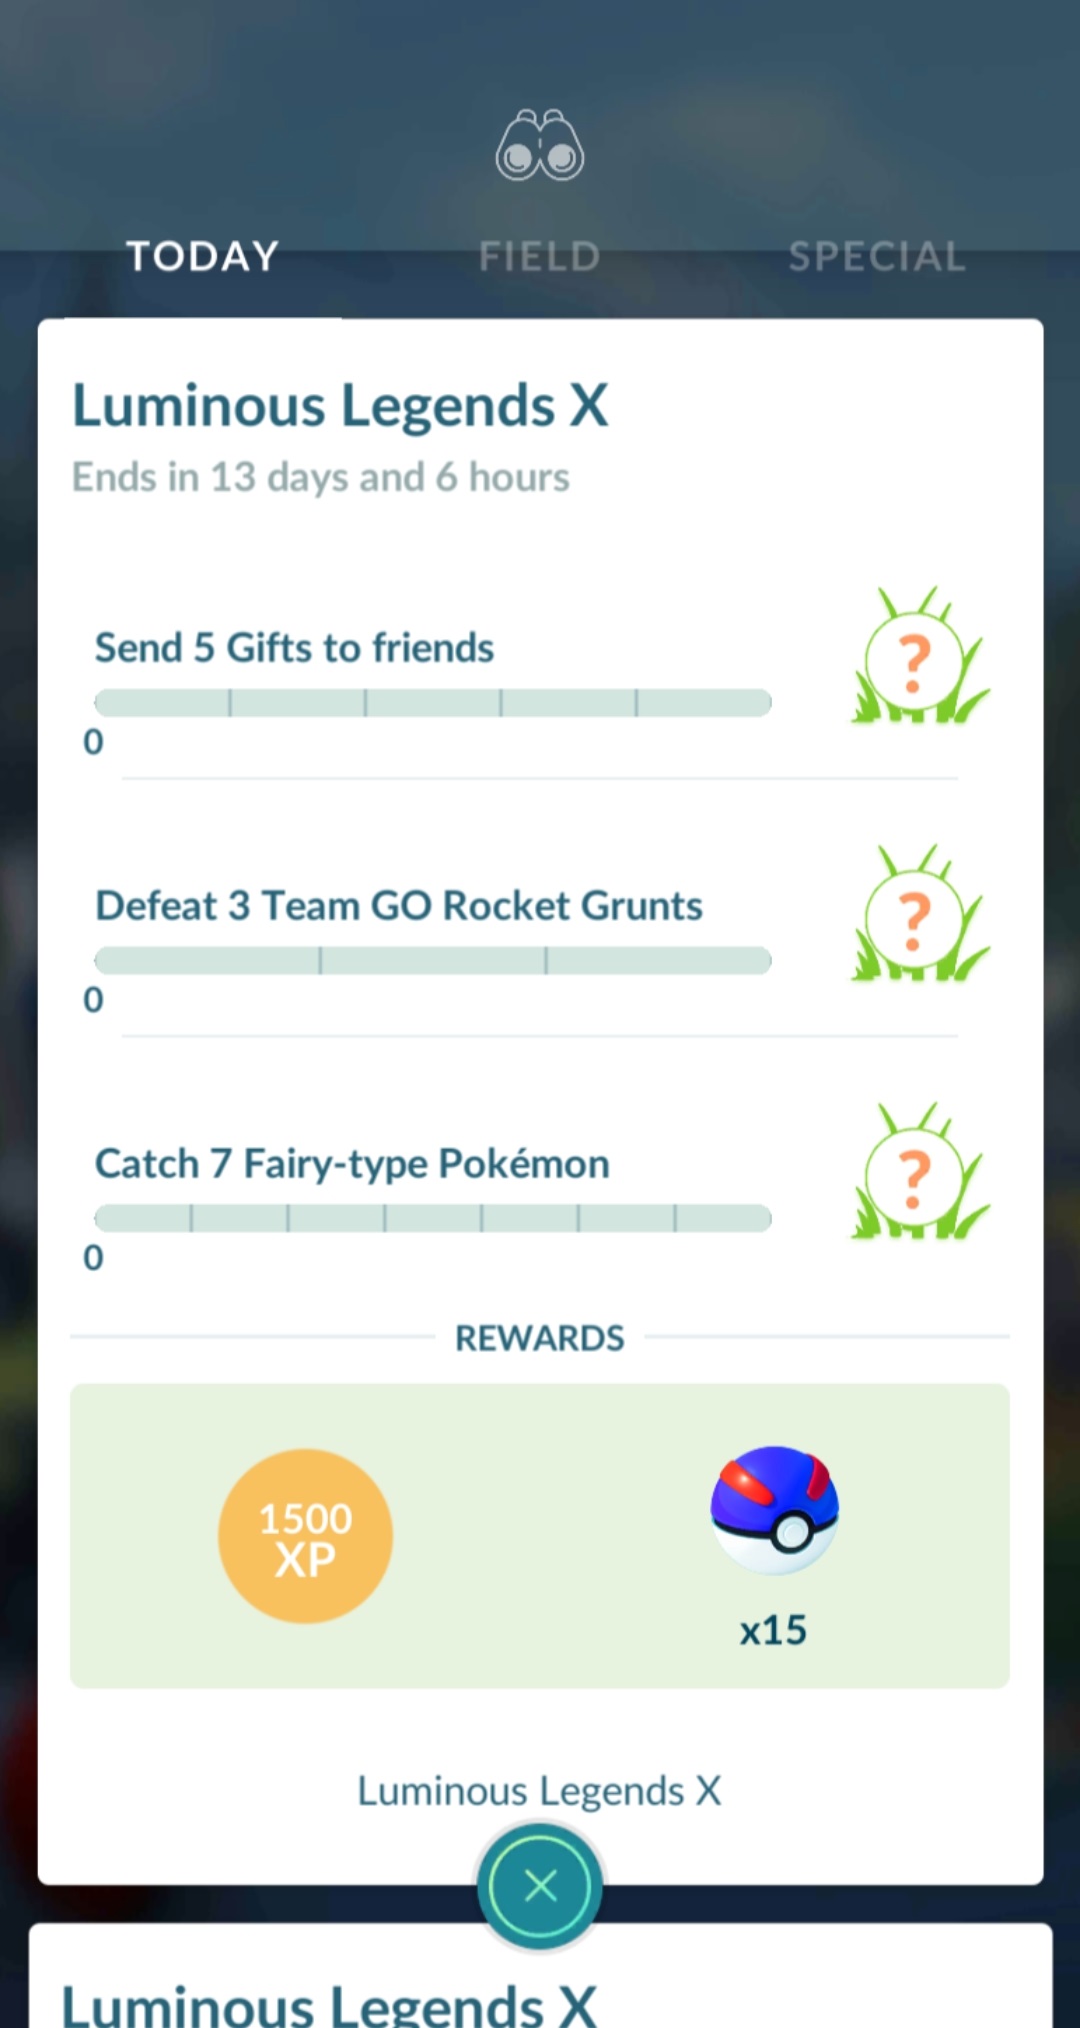 TODAY FIELD SPECIAL
Luminous Legends X
Ends in 13 days and 6 hours
Send 5 Gifts to friends
?
0
Defeat 3 Team GO Rocket Grunts
?
0
Catch 7 Fairy-type Pokémon
?
0
REWARDS
1500
XP
x15
Luminous Legends X
Luminous Legends X